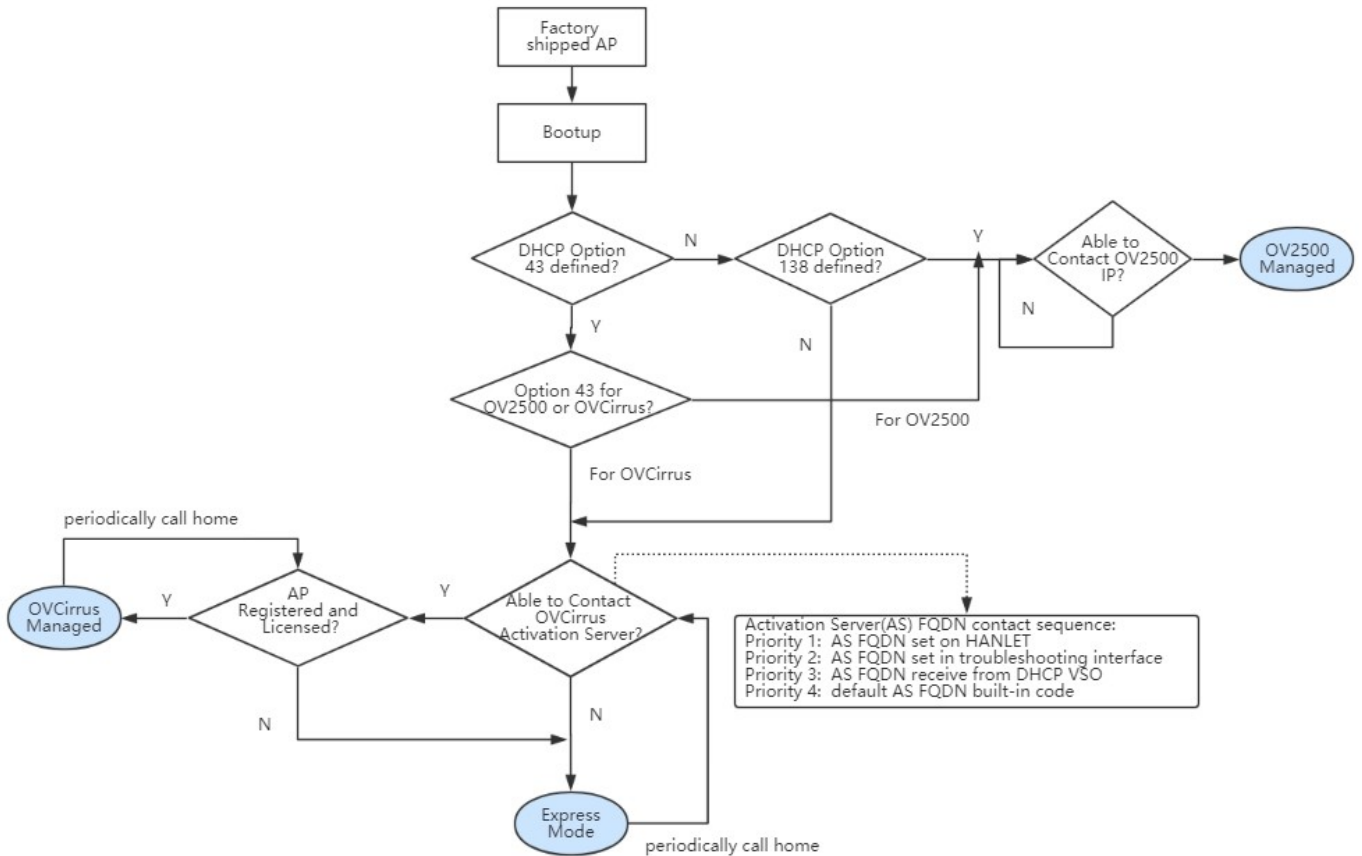 Factory
shipped AP
Bootup
DHCP Option
43 defined?
N
DHCP Option
138 defined?
Y
Able to
Contact OV2500
IP?
OV2500
Managed
N
Y
N
Option 43 for
OV2500 or OVCirrus?
For OV2500
For OVCirrus
periodically call home
AP
Registered and
Licensed?
Y
OVCirrus
Managed
Y
Able to Contact
OVCirrus
Activation Server?
Activation Server(AS) FQDN contact sequence:
Priority 1:  AS FQDN set on HANLET
Priority 2:  AS FQDN set in troubleshooting interface
Priority 3:  AS FQDN receive from DHCP VSO
Priority 4:  default AS FQDN built-in code
N
N
Express
Mode
periodically call home